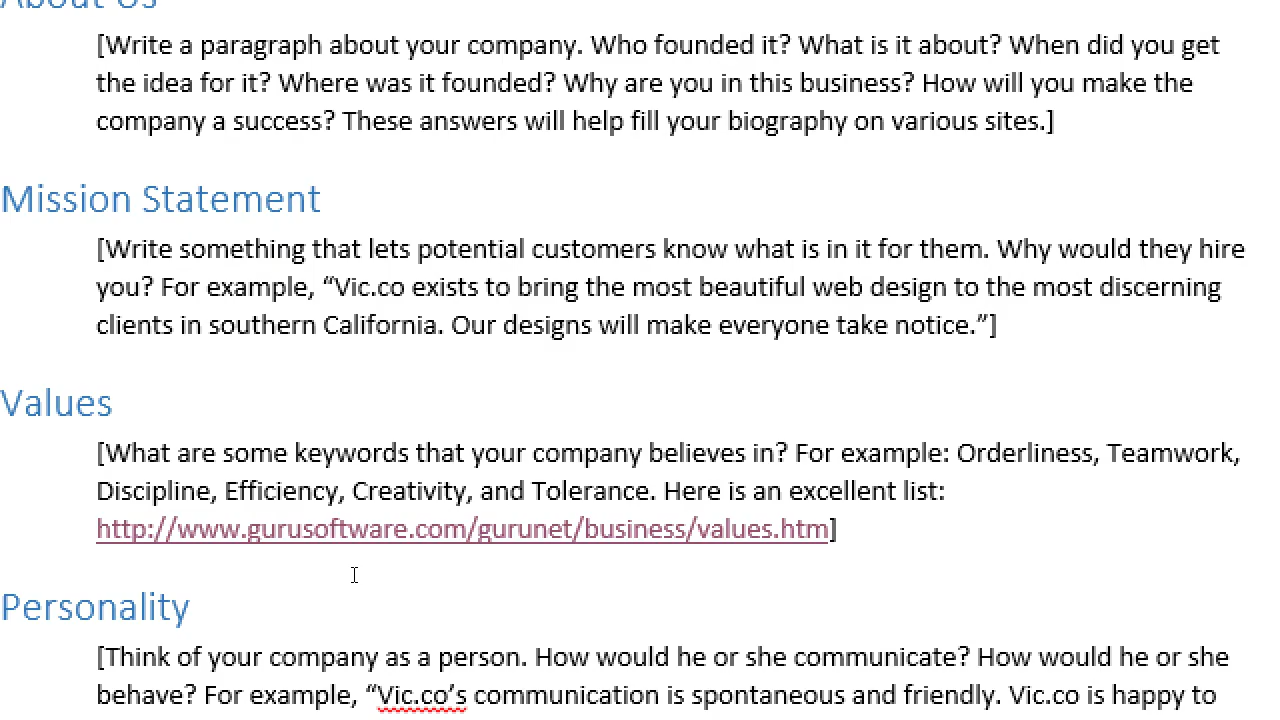 About Us
[Write a paragraph about your company. Who founded it? What is it about? When did you get
the idea for it? Where was it founded? Why are you in this business? How will you make the
company a success? These answers will help fill your biography on various sites.]
Mission Statement
[Write something that lets potential customers know what is in it for them. Why would they hire
you? For example, “Vic.co exists to bring the most beautiful web design to the most discerning
clients in southern California. Our designs will make everyone take notice.”]
Values
[What are some keywords that your company believes in? For example: Orderliness, Teamwork,
Discipline, Efficiency, Creativity, and Tolerance. Here is an excellent list:
http://www.gurusoftware.com/gurunet/business/values.htm]
Personality
[Think of your company as a person. How would he or she communicate? How would he or she
behave? For example, “Vic.co’s communication is spontaneous and friendly. Vic.co is happy to